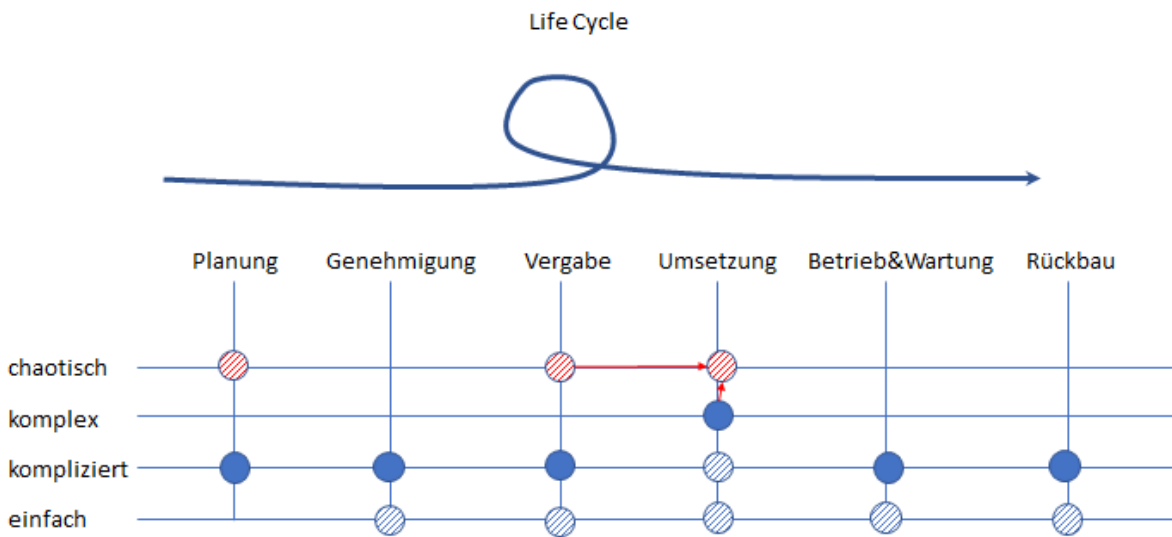 Life Cycle
Planung Genehmigung Vergabe Umsetzung Betrieb&Wartung Rückbau
chaotisch
komplex
kompliziert
einfach